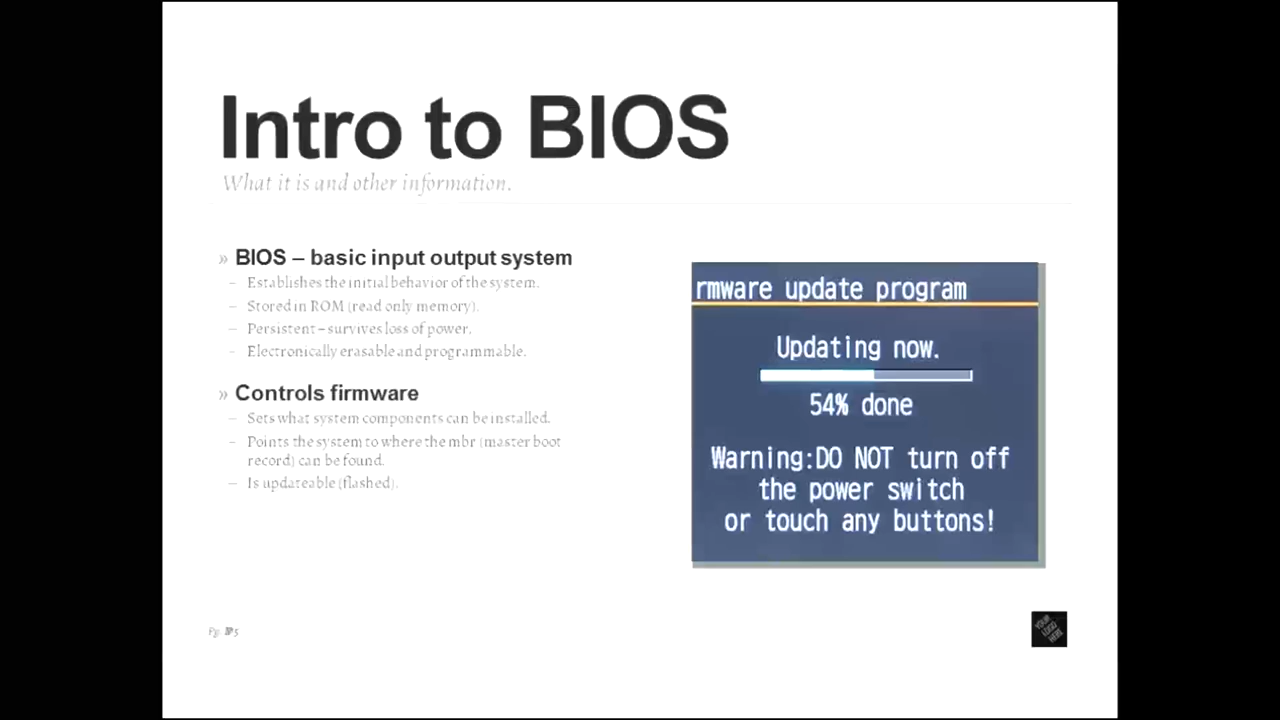 Intro to BIOS
What it is and other information.
» BIOS – basic input output system
– Establishes the initial behavior of the system.
– Stored in ROM (read only memory).
– Persistent – survives loss of power.
– Electronically erasable and programmable.
» Controls firmware
– Sets what system components can be installed.
– Points the system to where the mbr (master boot
record) can be found.
– Is updateable (flashed).
rmware update program
Updating now.
54% done
Warning:DO NOT turn off
the power switch
or touch any buttons!
YOUR
LOGO
HERE